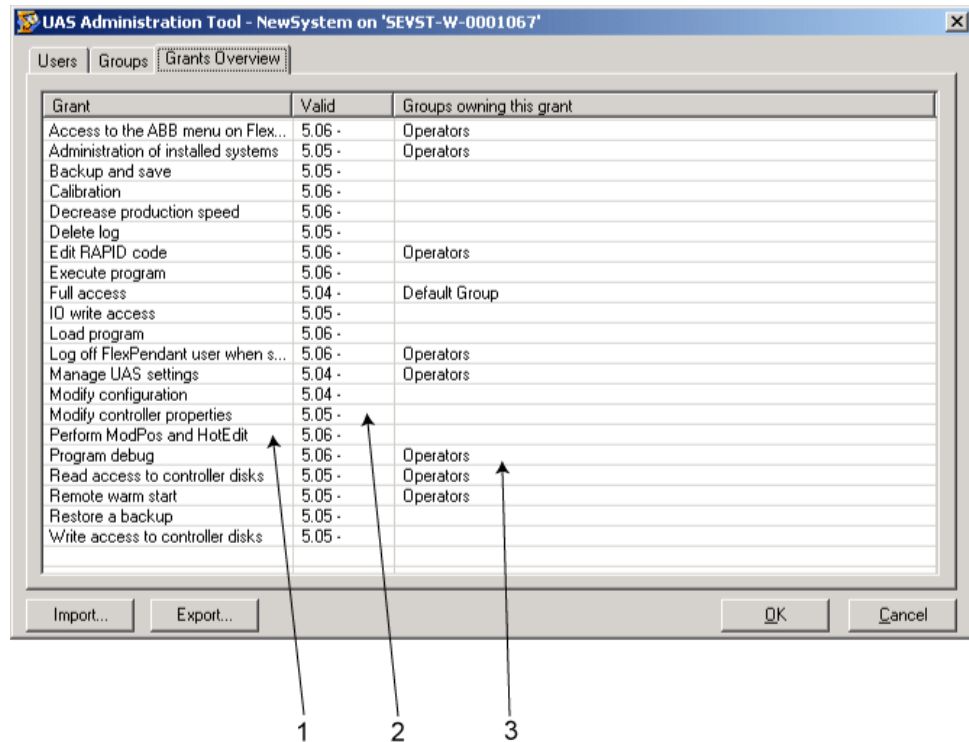 UAS Administration Tool - NewSystem on 'SEVST-W-0001067'
Users Groups Grants Overview
Grant Valid Groups owning this grant
Access to the ABB menu on Flex... 5.06 - Operators
Administration of installed systems 5.05 - Operators
Backup and save 5.05 -
Calibration 5.06 -
Decrease production speed 5.06 -
Delete log 5.05 -
Edit RAPID code 5.06 - Operators
Execute program 5.06 -
Full access 5.04 - Default Group
IO write access 5.05 -
Load program 5.06 -
Log off FlexPendant user when s... 5.06 - Operators
Manage UAS settings 5.04 - Operators
Modify configuration 5.04 -
Modify controller properties 5.05 -
Perform ModPos and HotEdit 5.06 -
Program debug 5.06 - Operators
Read access to controller disks 5.05 - Operators
Remote warm start 5.05 - Operators
Restore a backup 5.05 -
Write access to controller disks 5.05 -
Import... Export... OK Cancel
1 2 3